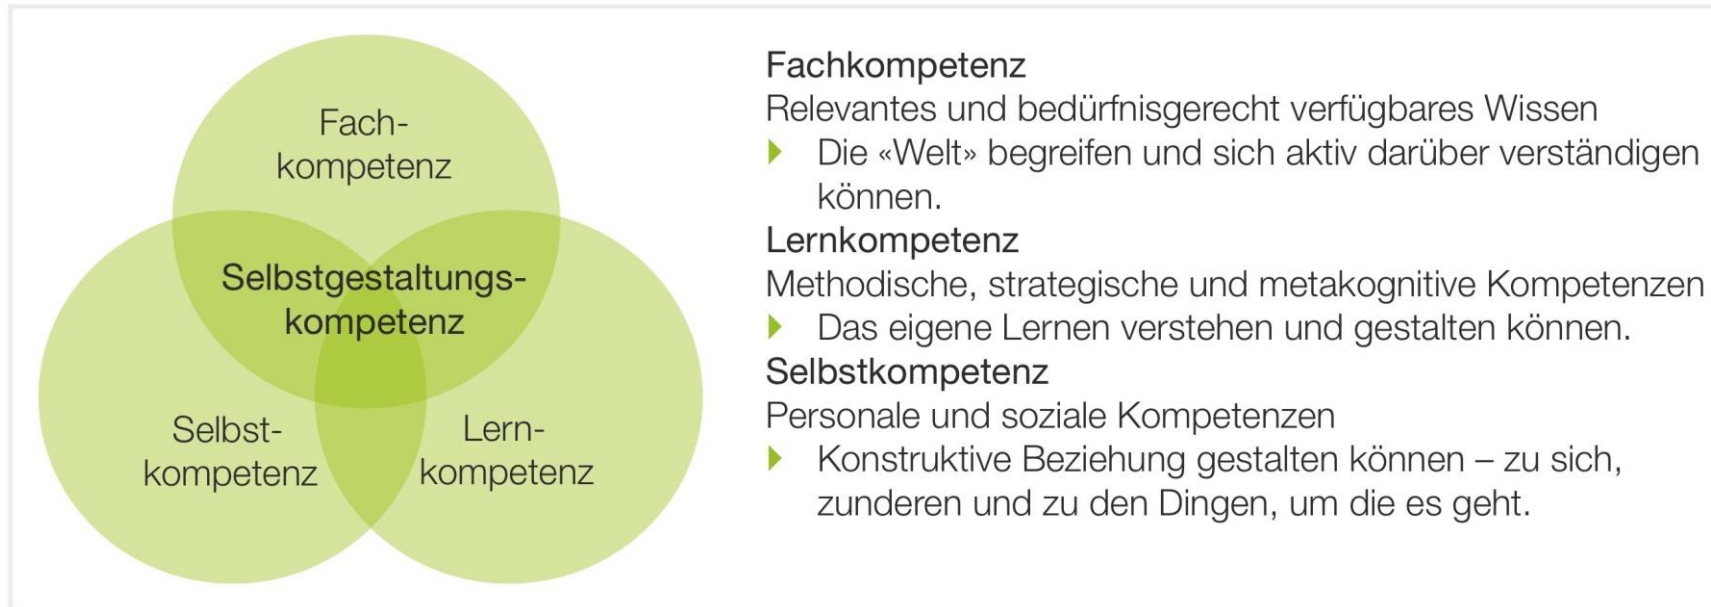 Fach-
kompetenz
Selbstgestaltungs-
kompetenz
Selbst-
kompetenz
Lern-
kompetenz
Fachkompetenz
Relevantes und bedürfnisgerecht verfügbares Wissen
Die «Welt» begreifen und sich aktiv darüber verständigen
können.
Lernkompetenz
Methodische, strategische und metakognitive Kompetenzen
Das eigene Lernen verstehen und gestalten können.
Selbstkompetenz
Personale und soziale Kompetenzen
Konstruktive Beziehung gestalten können – zu sich,
zunderen und zu den Dingen, um die es geht.